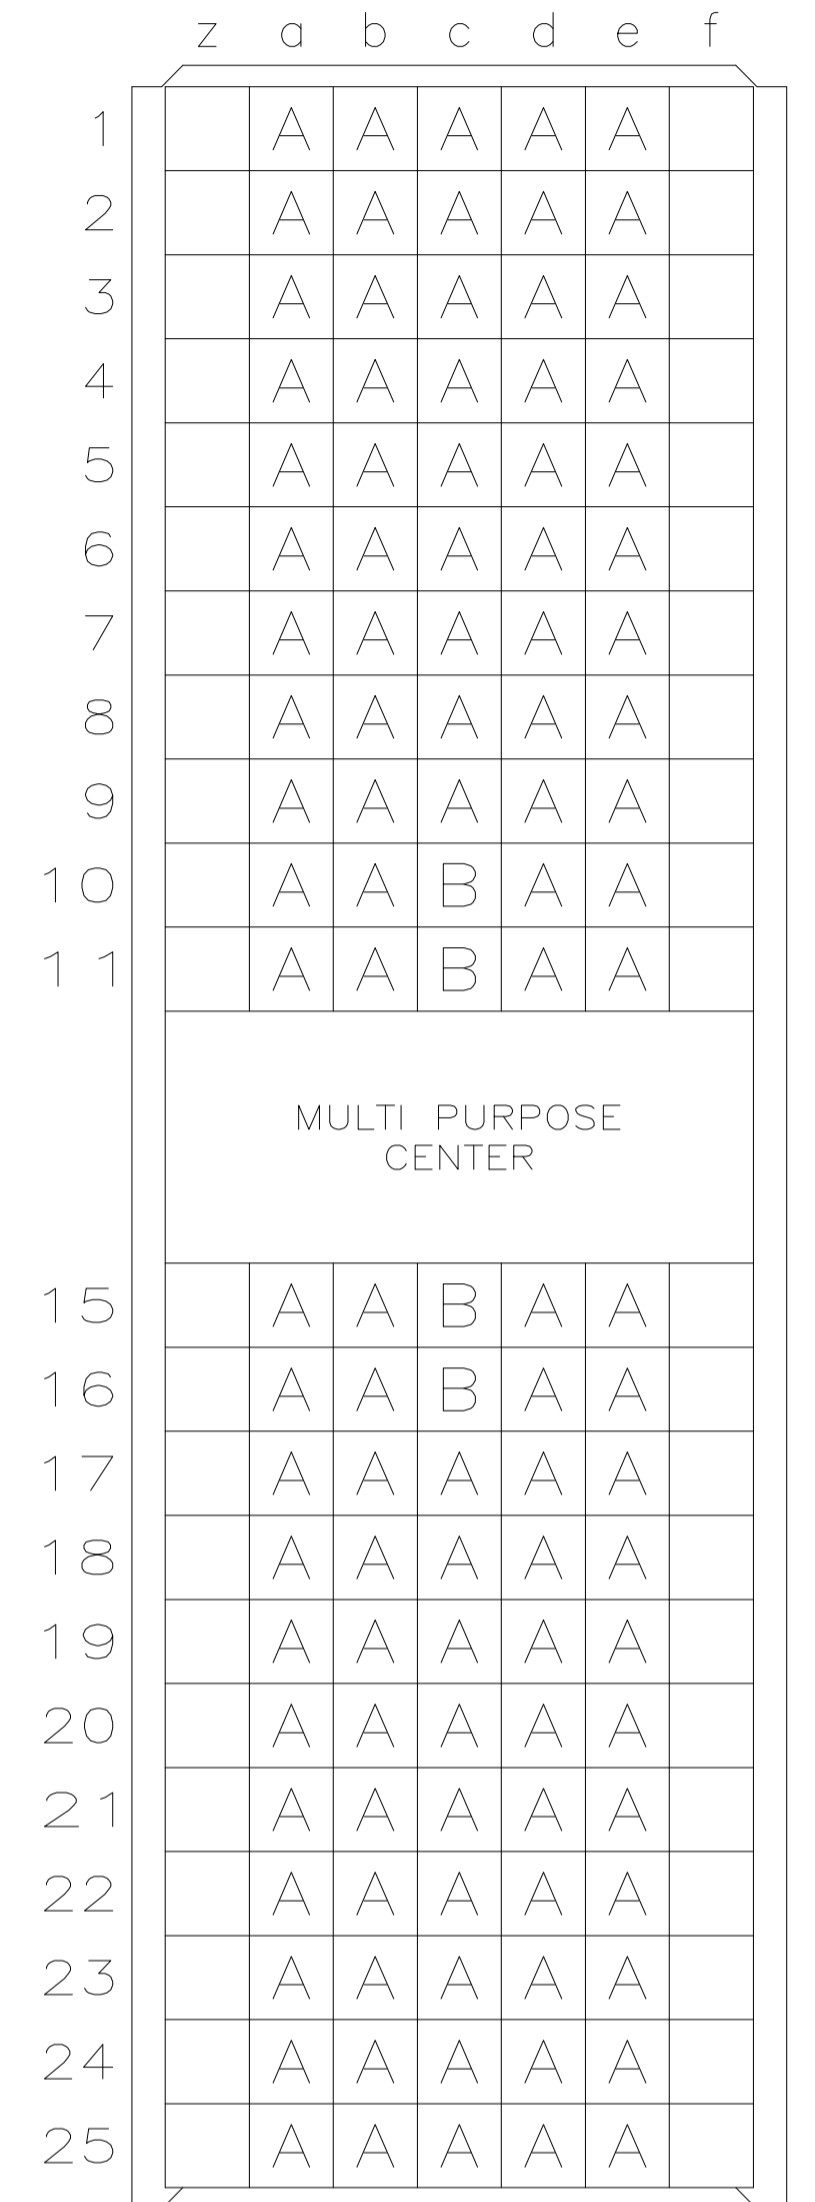 z a b c d e f
1 A A A A A
2 A A A A A
3 A A A A A
4 A A A A A
5 A A A A A
6 A A A A A
7 A A A A A
8 A A A A A
9 A A A A A
10 A A B A A
11 A A B A A
MULTI PURPOSE
CENTER
15 A A B A A
16 A A B A A
17 A A A A A
18 A A A A A
19 A A A A A
20 A A A A A
21 A A A A A
22 A A A A A
23 A A A A A
24 A A A A A
25 A A A A A